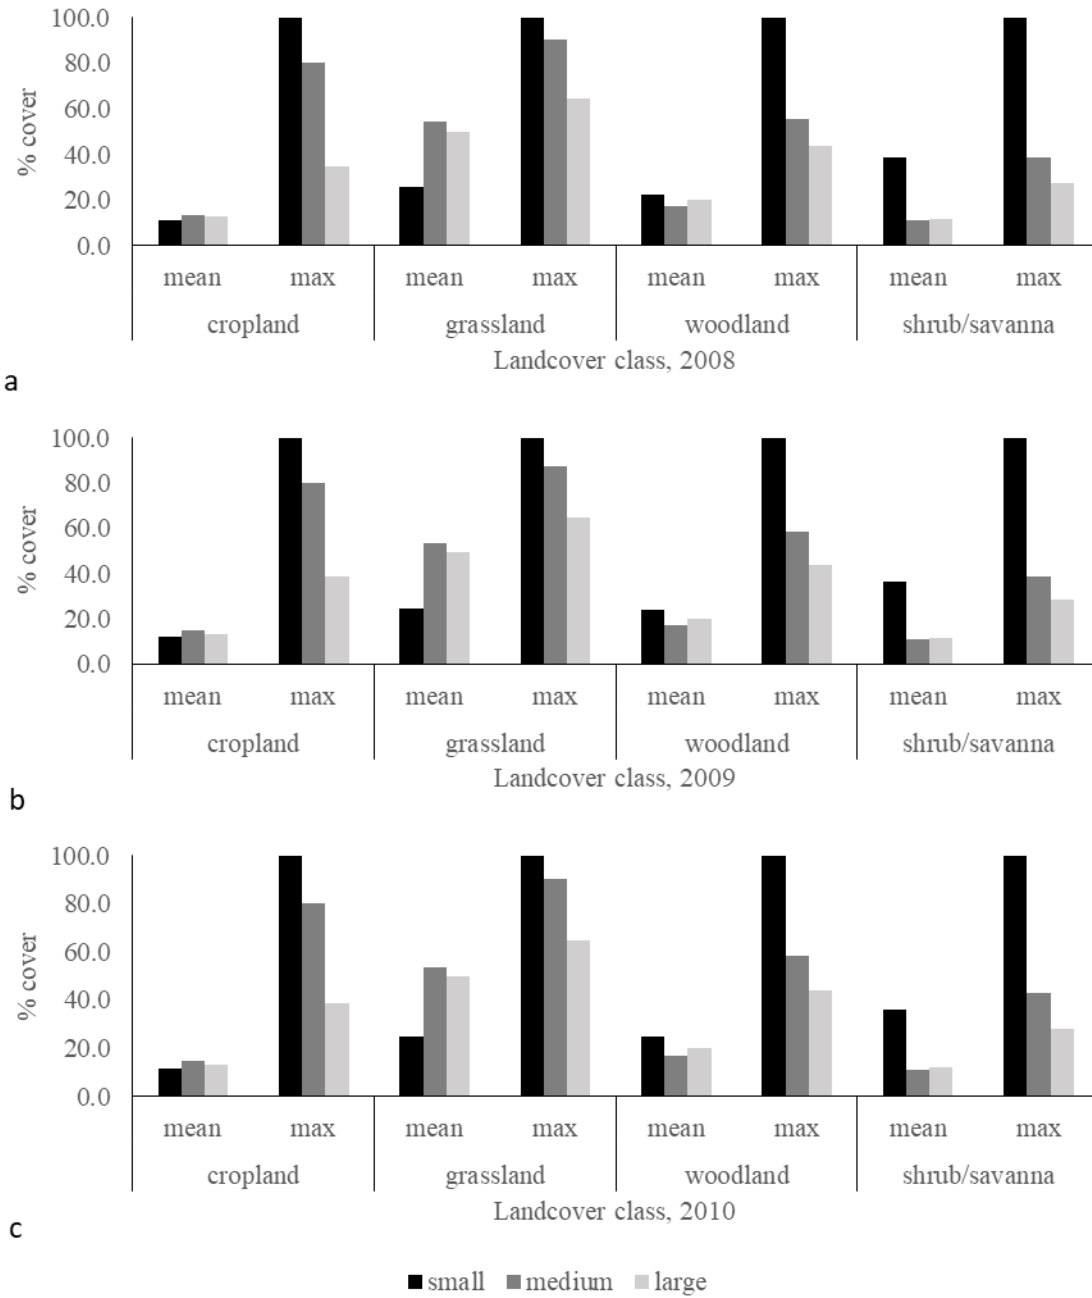 100.0
80.0
60.0
40.0
20.0
0.0
% cover
mean max mean max mean max mean max
cropland grassland woodland shrub/savanna
Landcover class, 2008
a
100.0
80.0
60.0
40.0
20.0
0.0
% cover
mean max mean max mean max mean max
cropland grassland woodland shrub/savanna
Landcover class, 2009
b
100.0
80.0
60.0
40.0
20.0
0.0
% cover
mean max mean max mean max mean max
cropland grassland woodland shrub/savanna
Landcover class, 2010
c
small medium large